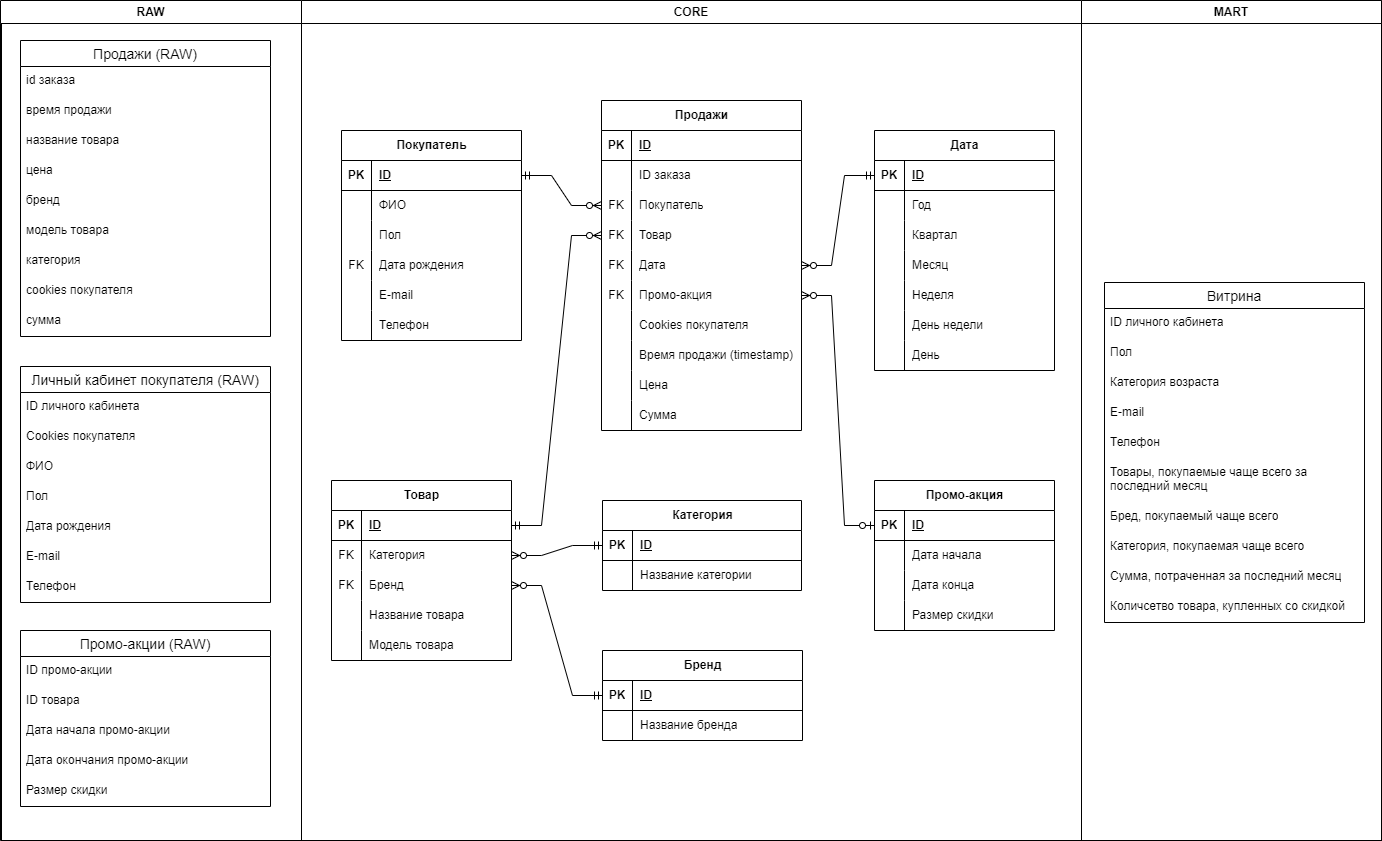 RAW
CORE
MART
Продажи (RAW)
id заказа
время продажи
название товара
цена
бренд
модель товара
категория
cookies покупателя
сумма
Личный кабинет покупателя (RAW)
ID личного кабинета
Cookies покупателя
ФИО
Пол
Дата рождения
E-mail
Телефон
Промо-акции (RAW)
ID промо-акции
ID товара
Дата начала промо-акции
Дата окончания промо-акции
Размер скидки
Покупатель
PK ID
ФИО
Пол
FK Дата рождения
E-mail
Телефон
Продажи
PK ID
ID заказа
FK Покупатель
FK Товар
FK Дата
FK Промо-акция
Cookies покупателя
Время продажи (timestamp)
Цена
Сумма
Дата
PK ID
Год
Квартал
Месяц
Неделя
День недели
День
Товар
PK ID
FK Категория
FK Бренд
Название товара
Модель товара
Категория
PK ID
Название категории
Бренд
PK ID
Название бренда
Промо-акция
PK ID
Дата начала
Дата конца
Размер скидки
Витрина
ID личного кабинета
Пол
Категория возраста
E-mail
Телефон
Товары, покупаемые чаще всего за
последний месяц
Бред, покупаемый чаще всего
Категория, покупаемая чаще всего
Сумма, потраченная за последний месяц
Количсетво товара, купленных со скидкой